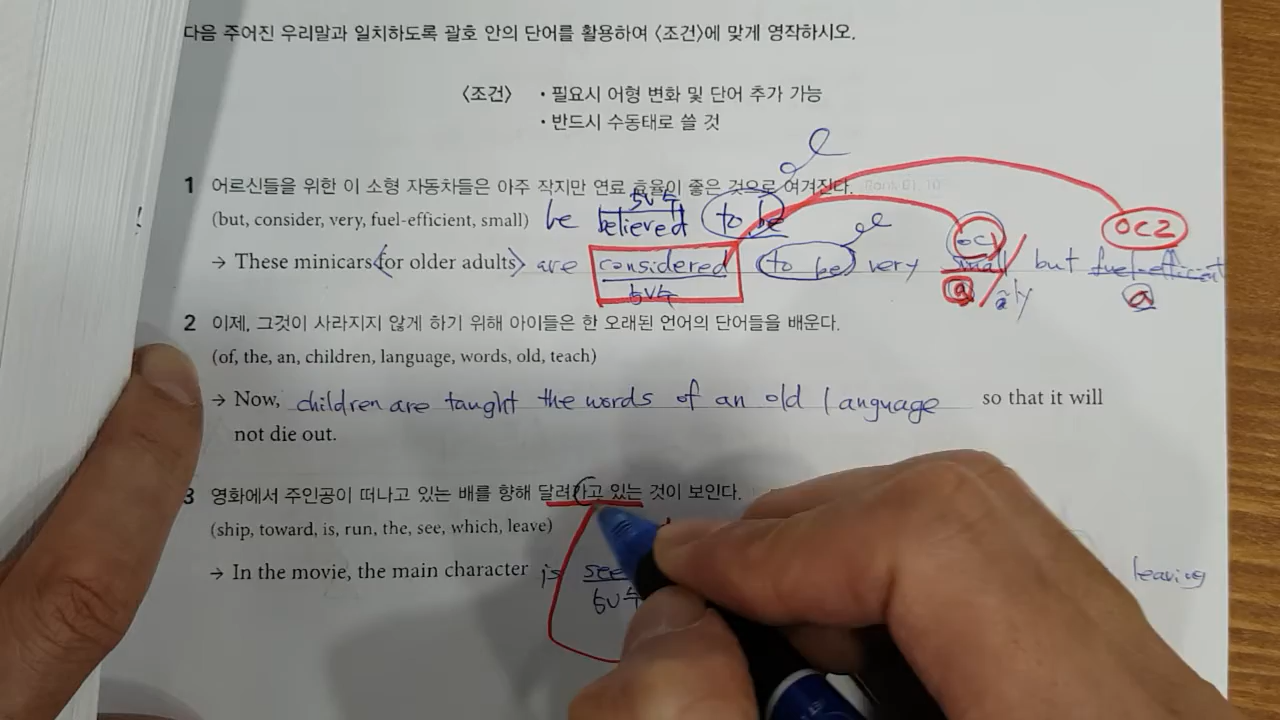 다음 주어진 우리말과 일치하도록 괄호 안의 단어를 활용하여 〈조건〉에 맞게 영작하시오.
〈조건〉 • 필요시 어형 변화 및 단어 추가 가능
• 반드시 수동태로 쓸 것
1 어르신들을 위한 이 소형 자동차들은 아주 작지만 연료 효율이 좋은 것으로 여겨진다.
5V수
(but, consider, very, fuel-efficient, small) be believed to be
OC1 OC2
→ These minicars <for older adults> are considered (to be) very small / but fuel-efficient
5V수 a / ly a
2 이제, 그것이 사라지지 않게 하기 위해 아이들은 한 오래된 언어의 단어들을 배운다.
(of, the, an, children, language, words, old, teach)
→ Now, children are taught the words of an old language so that it will
not die out.
3 영화에서 주인공이 떠나고 있는 배를 향해 달려가고 있는 것이 보인다.
(ship, toward, is, run, the, see, which, leave)
→ In the movie, the main character is see leaving
5V수